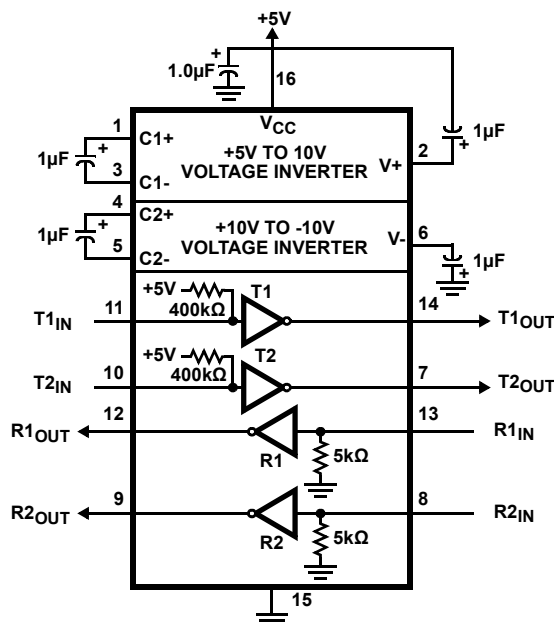 +5V
+
1.0µF
16
VCC
1
C1+
+
1µF
3
C1-
+5V TO 10V
VOLTAGE INVERTER
V+
2
1µF
+
4
C2+
+
1µF
5
C2-
+10V TO -10V
VOLTAGE INVERTER
V-
6
1µF
+
+5V
400kΩ
T1
T1IN
11
14
T1OUT
+5V
400kΩ
T2
T2IN
10
7
T2OUT
R1OUT
12
13
R1IN
R1
5kΩ
R2OUT
9
8
R2IN
R2
5kΩ
15